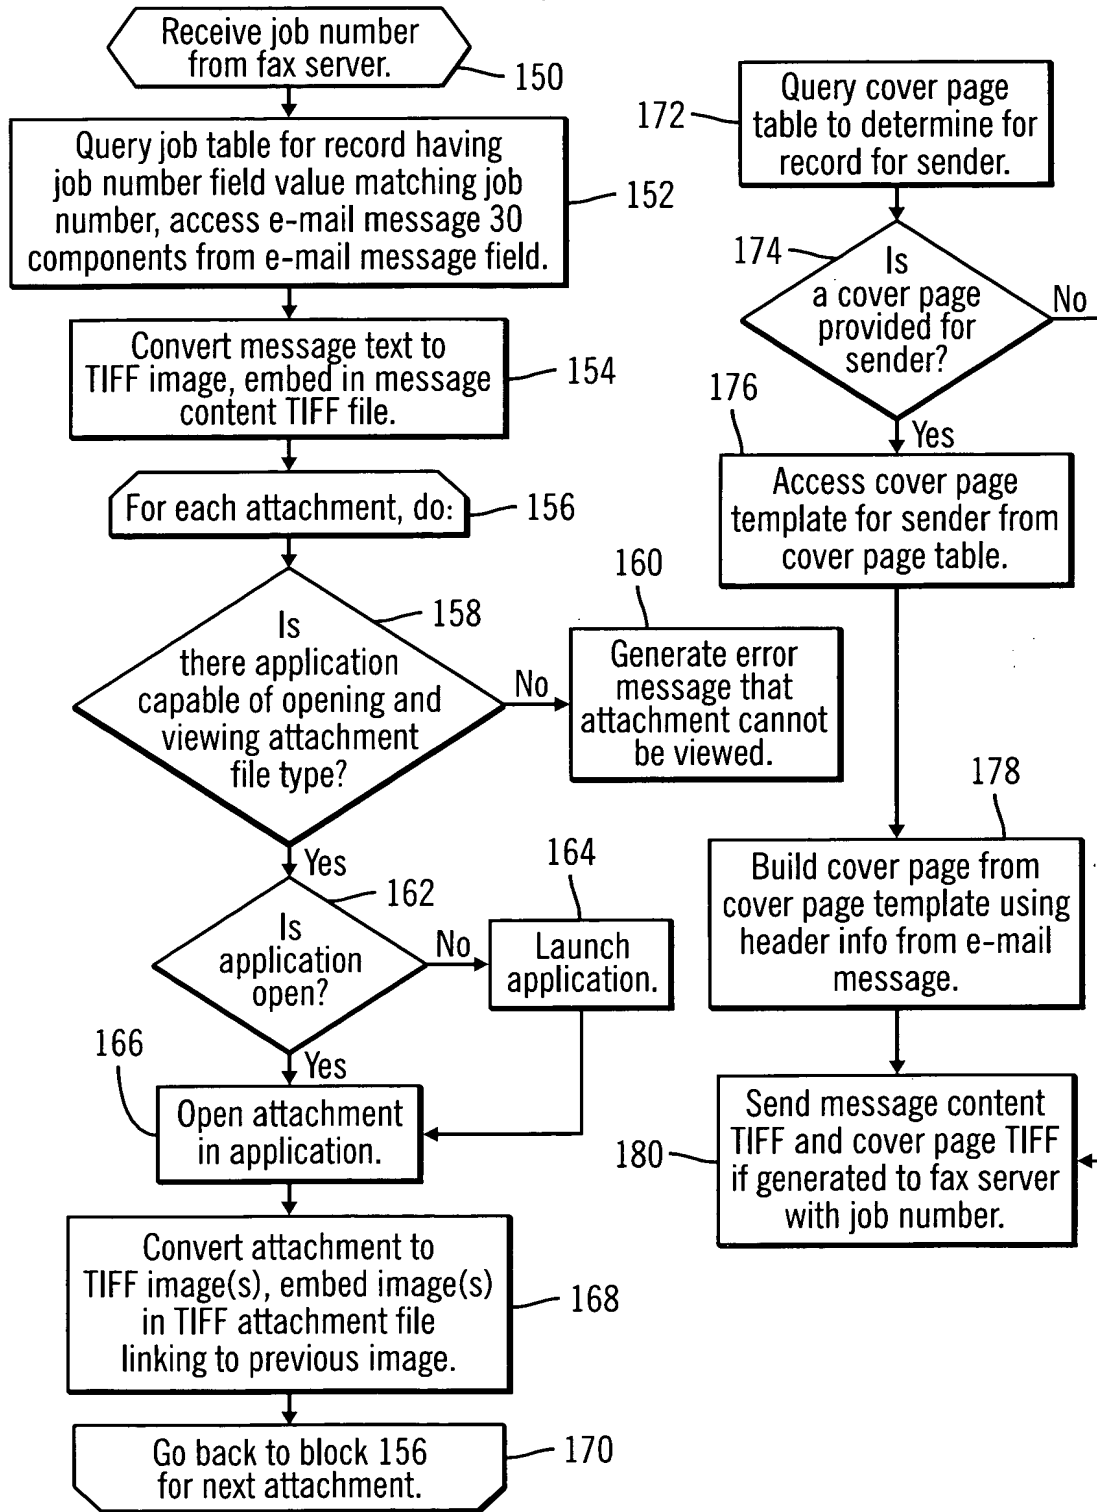 Receive job number
from fax server.
150
Query job table for record having
job number field value matching job
number, access e-mail message 30
components from e-mail message field.
152
Convert message text to
TIFF image, embed in message
content TIFF file.
154
For each attachment, do:
156
Is
there application
capable of opening and
viewing attachment
file type?
158
No
160
Generate error
message that
attachment cannot
be viewed.
Yes
162
Is
application
open?
No
164
Launch
application.
Yes
166
Open attachment
in application.
Convert attachment to
TIFF image(s), embed image(s)
in TIFF attachment file
linking to previous image.
168
Go back to block 156
for next attachment.
170
172
Query cover page
table to determine for
record for sender.
174
Is
a cover page
provided for
sender?
No
Yes
176
Access cover page
template for sender from
cover page table.
178
Build cover page from
cover page template using
header info from e-mail
message.
180
Send message content
TIFF and cover page TIFF
if generated to fax server
with job number.